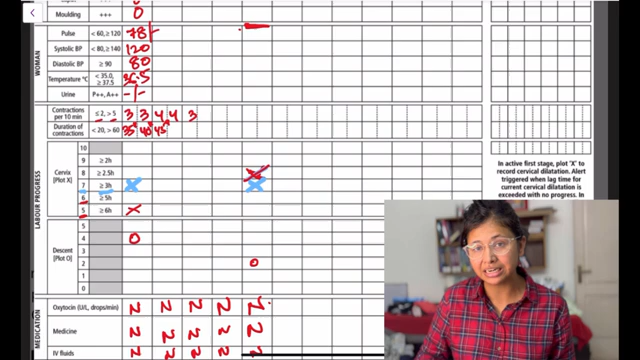 Moulding +++ 0
WOMAN
Pulse < 60, ≥ 120 78
Systolic BP < 80, ≥ 140 120
Diastolic BP ≥ 90 80
Temperature °C < 35.0, ≥ 37.5 36.5
Urine P++, A++ -/-
Contractions per 10 min ≤ 2, > 5 3 3 4 4 3
Duration of contractions < 20, > 60 35" 40" 45"
LABOUR PROGRESS
Cervix [Plot X]
10
9 ≥ 2h
8 ≥ 2.5h X
7 ≥ 3h X X
6 ≥ 5h
5 ≥ 6h X
Descent [Plot O]
5
4 O
3
2 O
1
0
In active first stage, plot 'X' to
record cervical dilatation. Alert
triggered when lag time for
current cervical dilatation is
exceeded with no progress. In
MEDICATION
Oxytocin (U/L, drops/min) N N N N N
Medicine N N N N N
IV fluids N N N N N